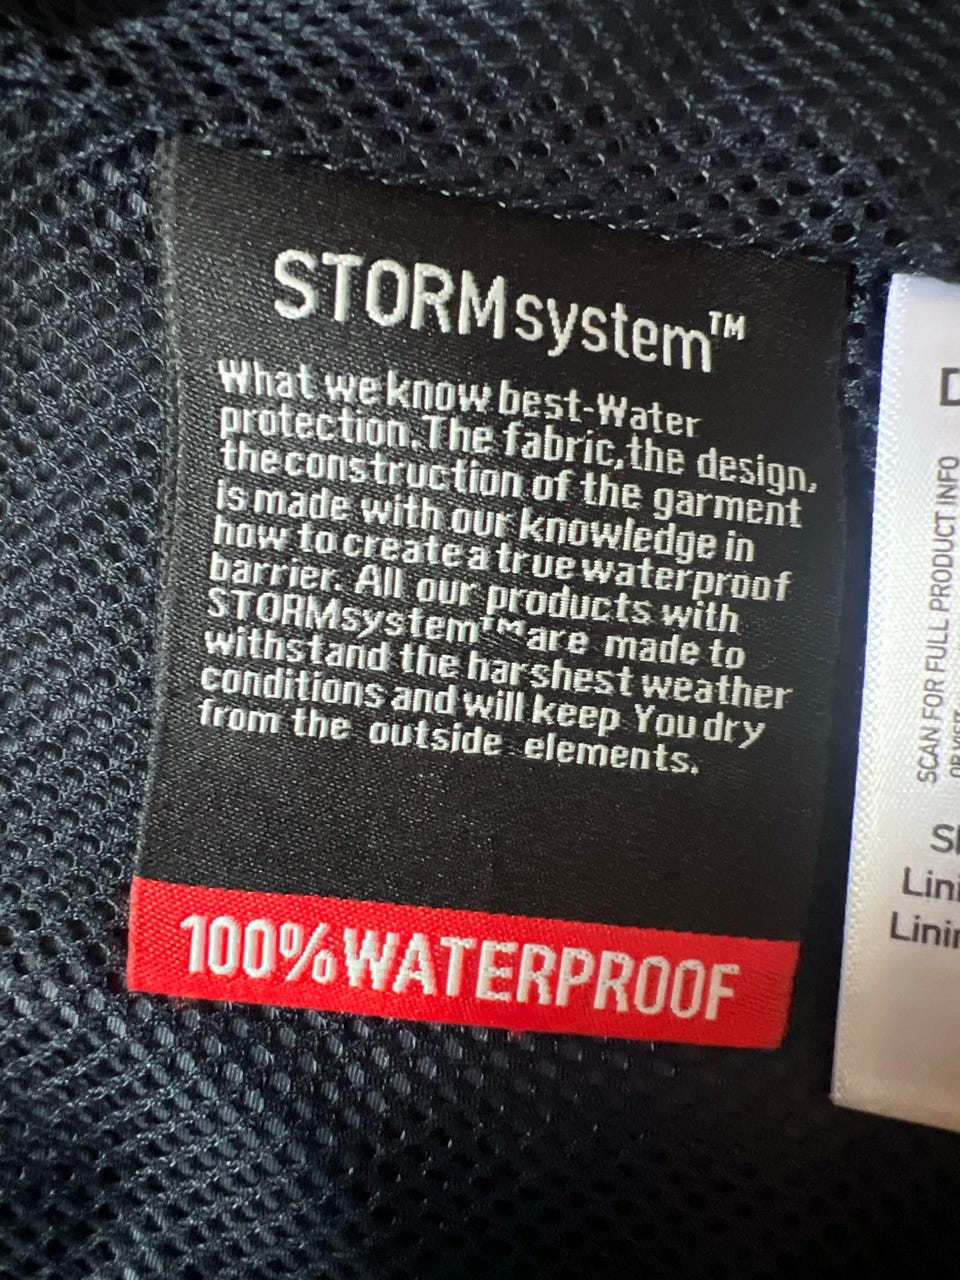 STORMsystem™
What we know best-Water
protection.The fabric,the design,
the construction of the garment
is made with our knowledge in
how to create a true waterproof
barrier. All our products with
STORMsystem™ are made to
withstand the harshest weather
conditions and will keep You dry
from the outside elements.
100% WATERPROOF
SCAN FOR FULL PRODUCT INFO
OR VISIT